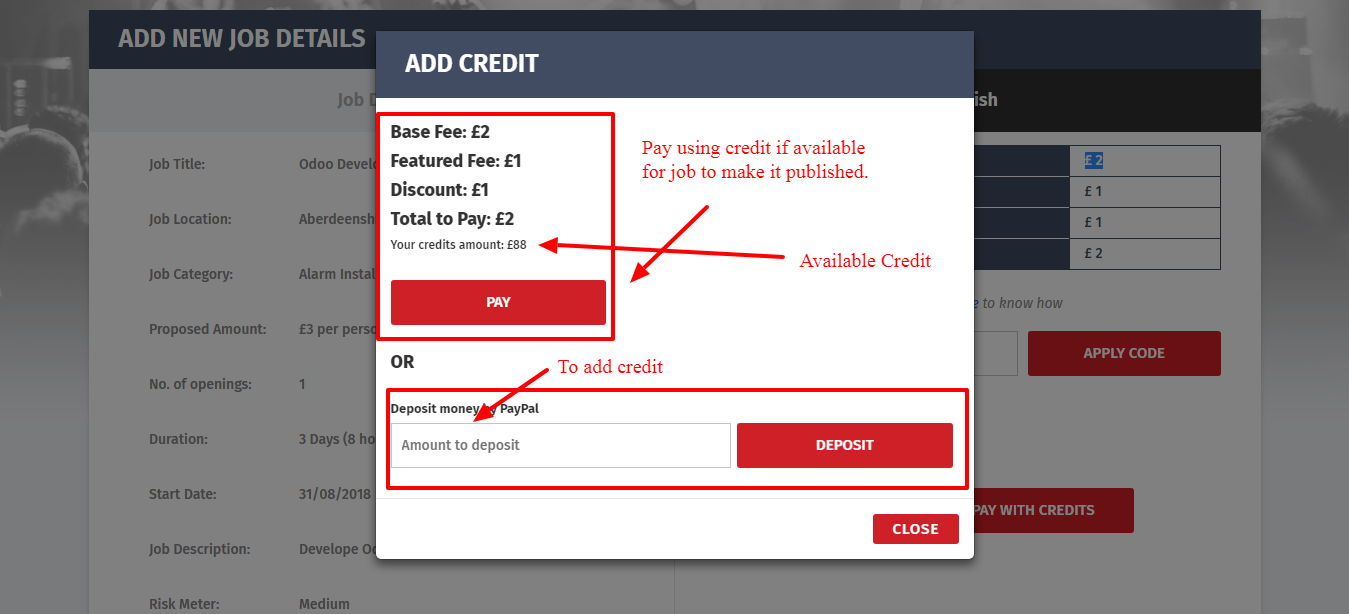 ADD NEW JOB DETAILS
ADD CREDIT
Job
ish
Base Fee: £2
Featured Fee: £1
Discount: £1
Total to Pay: £2
Your credits amount: £88
PAY
Pay using credit if available
for job to make it published.
Available Credit
OR
To add credit
Deposit money by PayPal
Amount to deposit
DEPOSIT
CLOSE
Job Title: Odoo Develo
Job Location: Aberdeensh
Job Category: Alarm Instal
Proposed Amount: £3 per perso
No. of openings: 1
Duration: 3 Days (8 ho
Start Date: 31/08/2018
Job Description: Develope Od
Risk Meter: Medium
£ 2
£ 1
£ 1
£ 2
e to know how
APPLY CODE
PAY WITH CREDITS